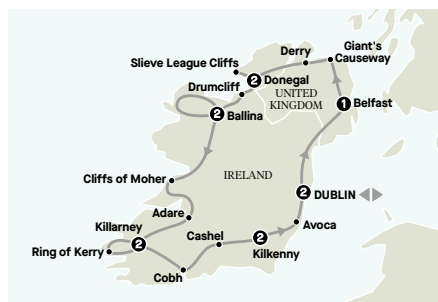 Giant's
Causeway
Derry
Slieve League Cliffs
2 Donegal
Drumcliff
UNITED
KINGDOM
1 Belfast
2 Ballina
Cliffs of Moher
IRELAND
2 DUBLIN
Adare
Avoca
Killarney
2
Cashel
2
Kilkenny
Ring of Kerry
Cobh